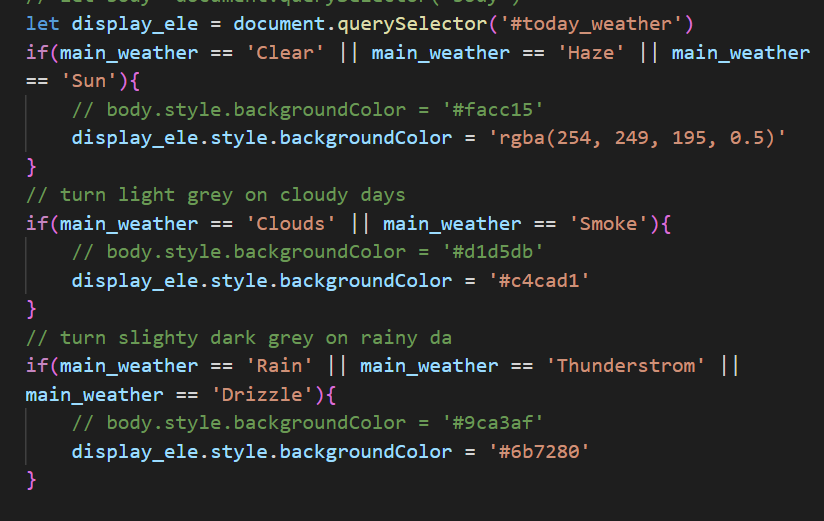 // let body  document.querySelector('body')
let display_ele = document.querySelector('#today_weather')
if(main_weather == 'Clear' || main_weather == 'Haze' || main_weather
== 'Sun'){
// body.style.backgroundColor = '#facc15'
display_ele.style.backgroundColor = 'rgba(254, 249, 195, 0.5)'
}
// turn light grey on cloudy days
if(main_weather == 'Clouds' || main_weather == 'Smoke'){
// body.style.backgroundColor = '#d1d5db'
display_ele.style.backgroundColor = '#c4cad1'
}
// turn slighty dark grey on rainy da
if(main_weather == 'Rain' || main_weather == 'Thunderstrom' ||
main_weather == 'Drizzle'){
// body.style.backgroundColor = '#9ca3af'
display_ele.style.backgroundColor = '#6b7280'
}